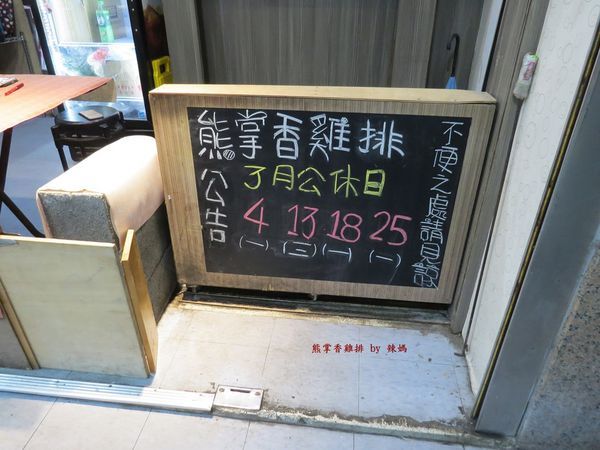 熊掌香雞排
公告
3月公休日
4 13 18 25
(一) (三) (一) (一)
不便之處請見諒
熊掌香雞排 by 辣媽